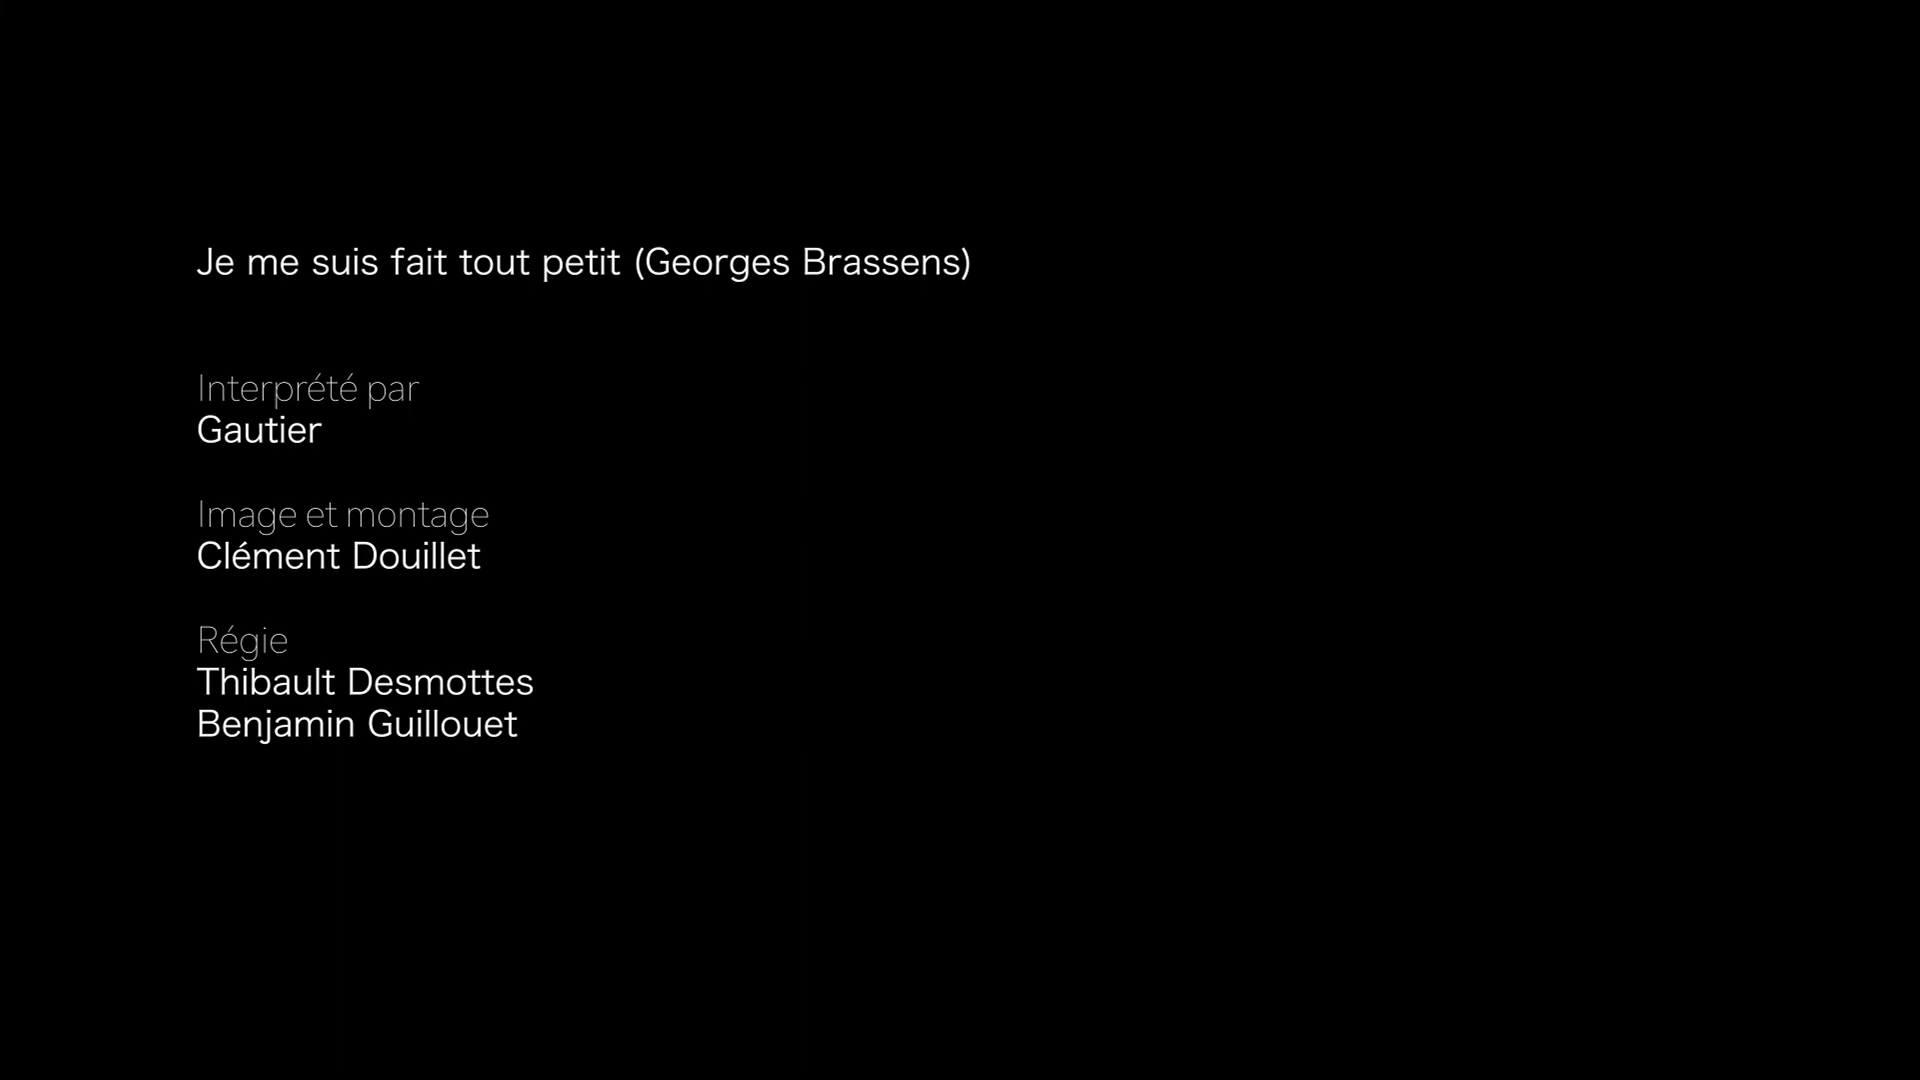 Je me suis fait tout petit (Georges Brassens)
Interprété par
Gautier
Image et montage
Clément Douillet
Régie
Thibault Desmottes
Benjamin Guillouet